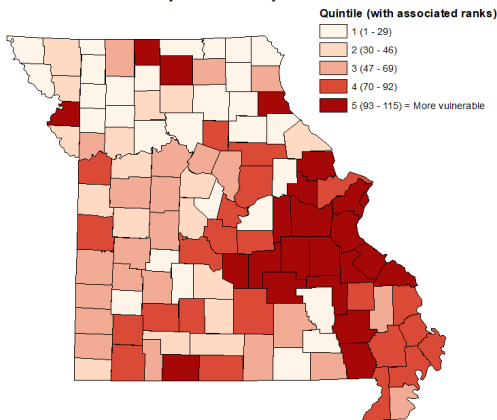 Quintile (with associated ranks)
1 (1 - 29)
2 (30 - 46)
3 (47 - 69)
4 (70 - 92)
5 (93 - 115) = More vulnerable